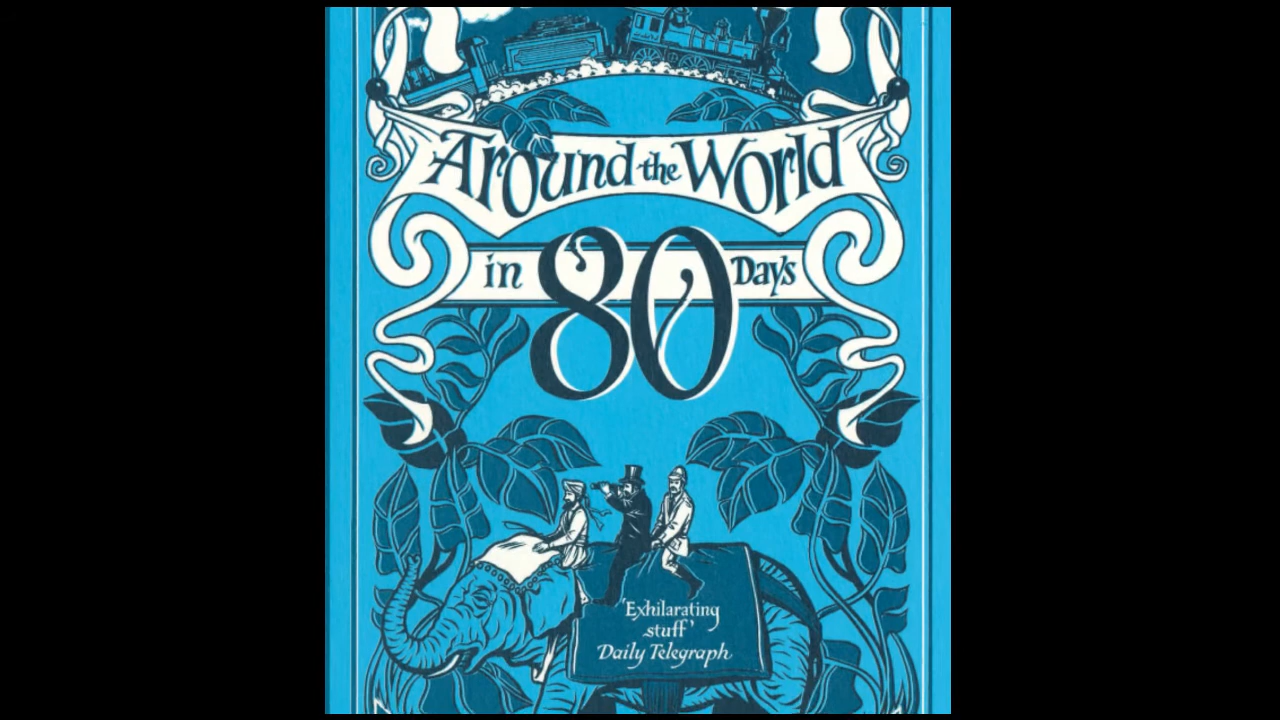 Around the World
in 80 Days
'Exhilarating
stuff'
Daily Telegraph